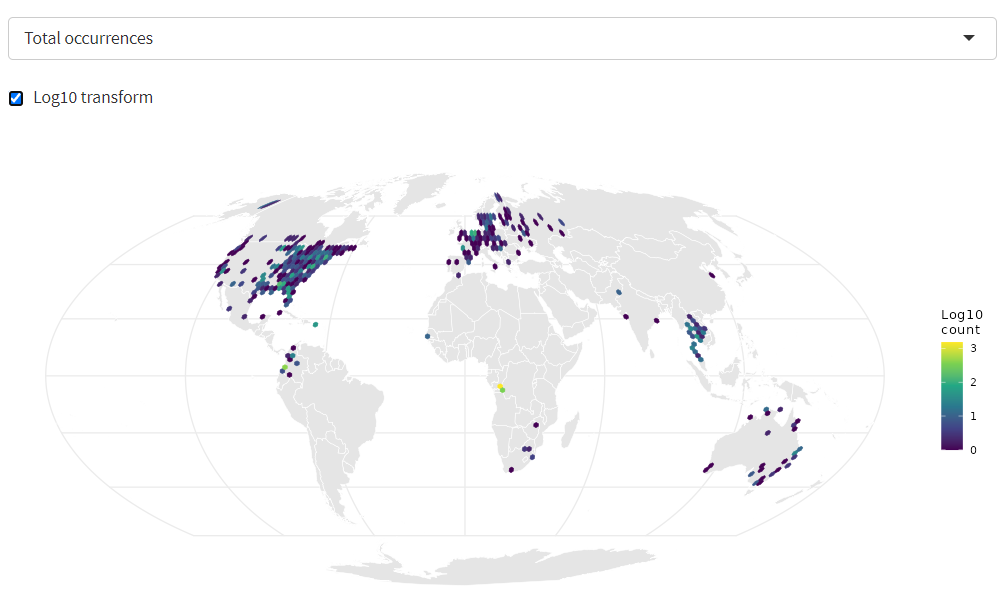 Total occurrences
Log10 transform
Log10
count
3
2
1
0